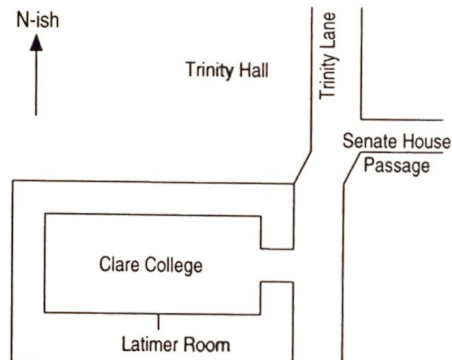 N-ish
Trinity Lane
Trinity Hall
Senate House
Passage
Clare College
Latimer Room